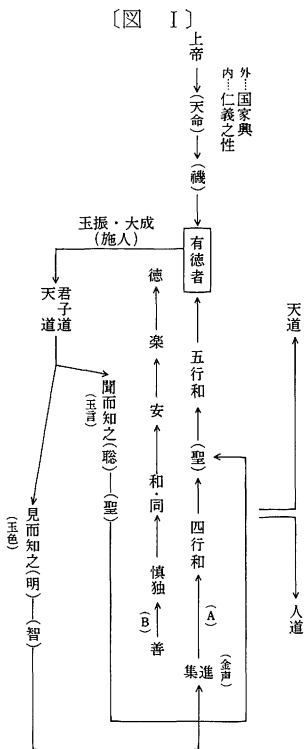 〔図 Ⅰ〕
外…国家興
内…仁義之性
上帝
(天命)
(禨)
有徳者
五行和
(聖)
四行和
(A)
(金声)
進
集
天道
人道
徳
楽
安
和・同
慎独
(B)
善
玉振・大成
(施人)
君子道
天道
聞而知之(聡)
(聖)
(玉言)
見而知之(明)
(智)
(玉色)